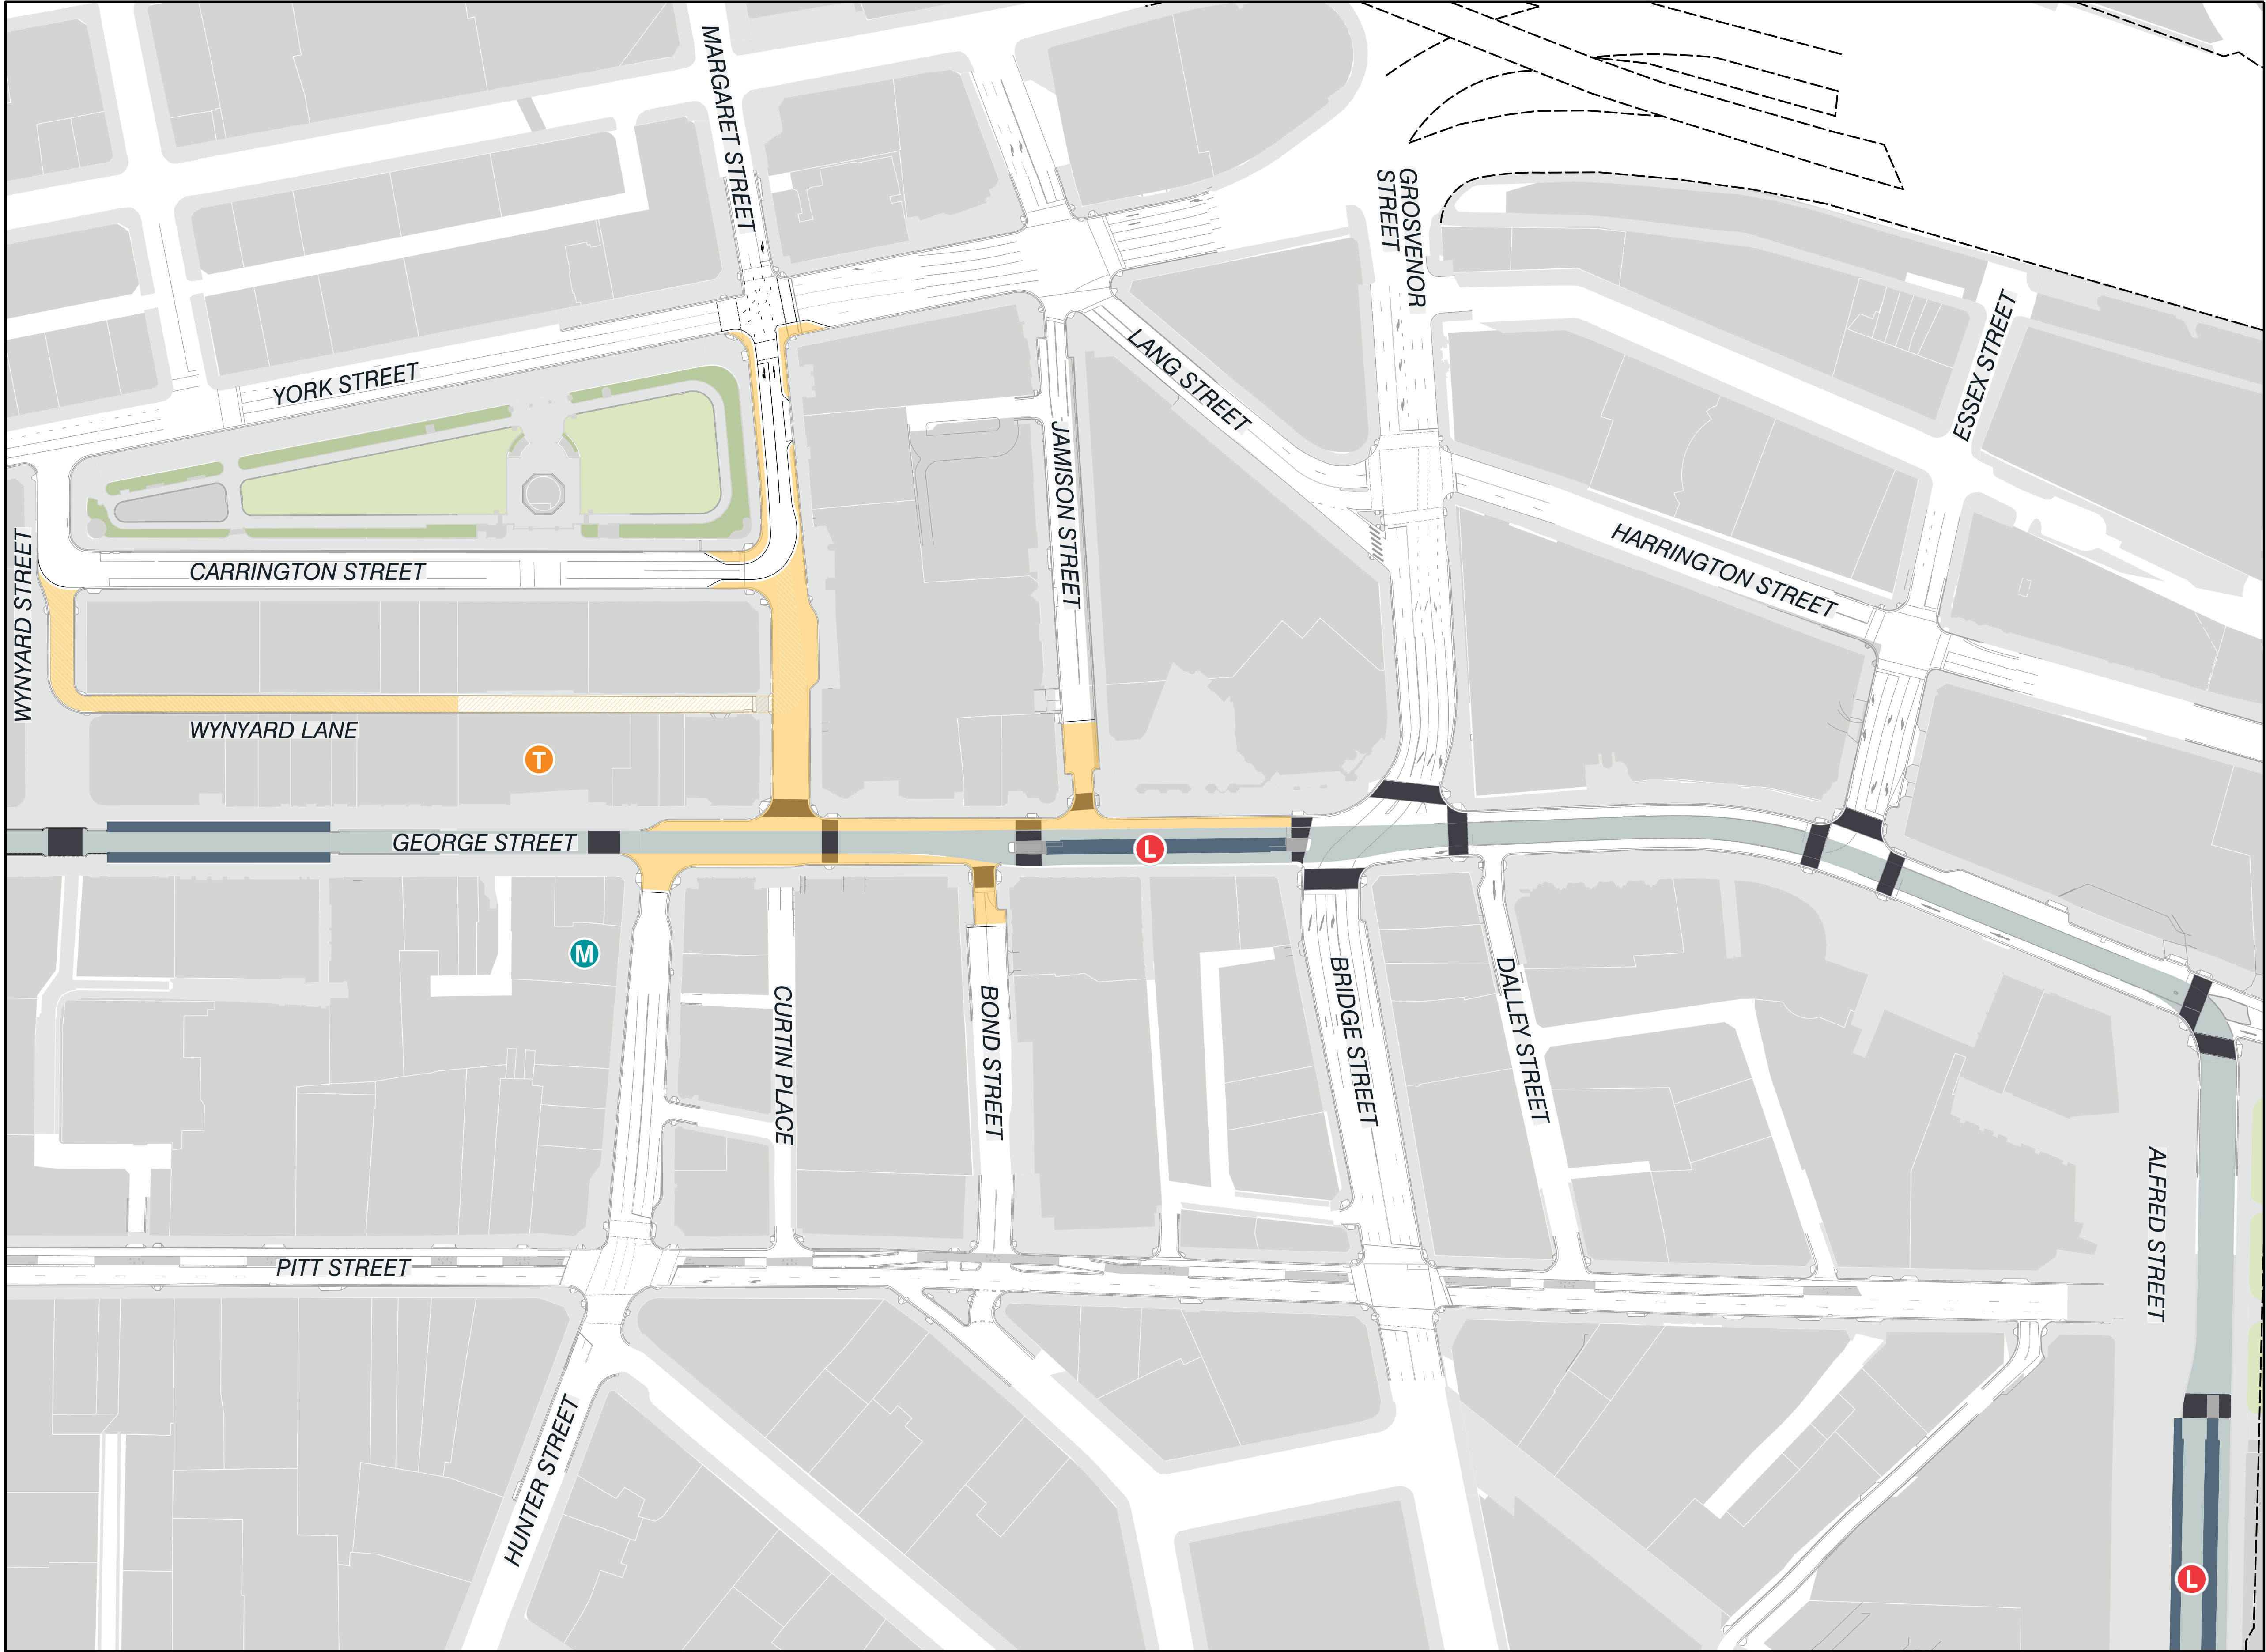 MARGARET STREET
GROSVENOR
STREET
ESSEX STREET
LANG STREET
YORK STREET
JAMISON STREET
HARRINGTON STREET
WYNYARD STREET
CARRINGTON STREET
WYNYARD LANE
T
GEORGE STREET
L
M
CURTIN PLACE
BOND STREET
BRIDGE STREET
DALLEY STREET
ALFRED STREET
PITT STREET
HUNTER STREET
L